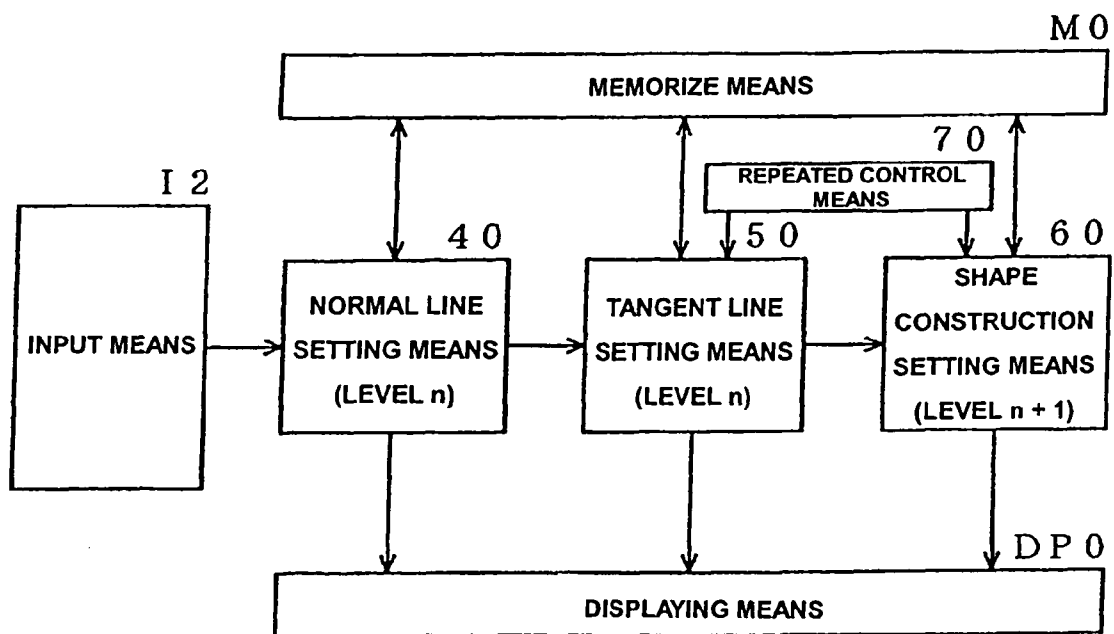 M0
MEMORIZE MEANS
70
REPEATED CONTROL
MEANS
I2
INPUT MEANS
40
NORMAL LINE
SETTING MEANS
(LEVEL n)
50
TANGENT LINE
SETTING MEANS
(LEVEL n)
60
SHAPE
CONSTRUCTION
SETTING MEANS
(LEVEL n + 1)
DP0
DISPLAYING MEANS